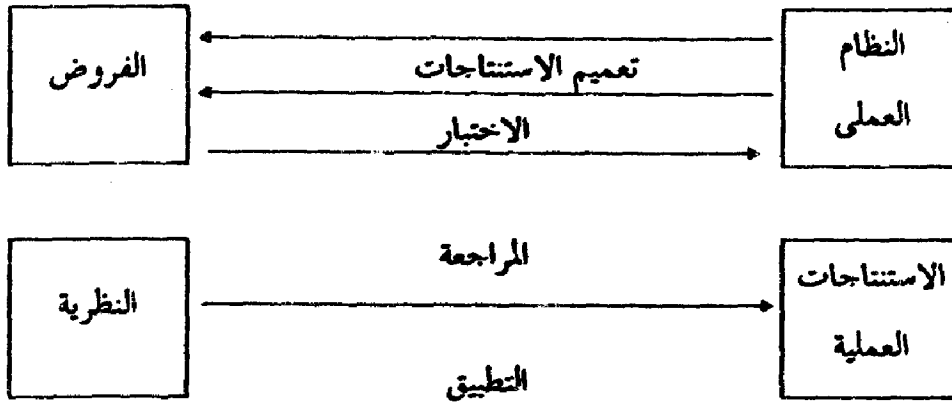 النظام
العملى
تعميم الاستنتاجات
الاختبار
الفروض
الاستنتاجات
العملية
المراجعة
التطبيق
النظرية